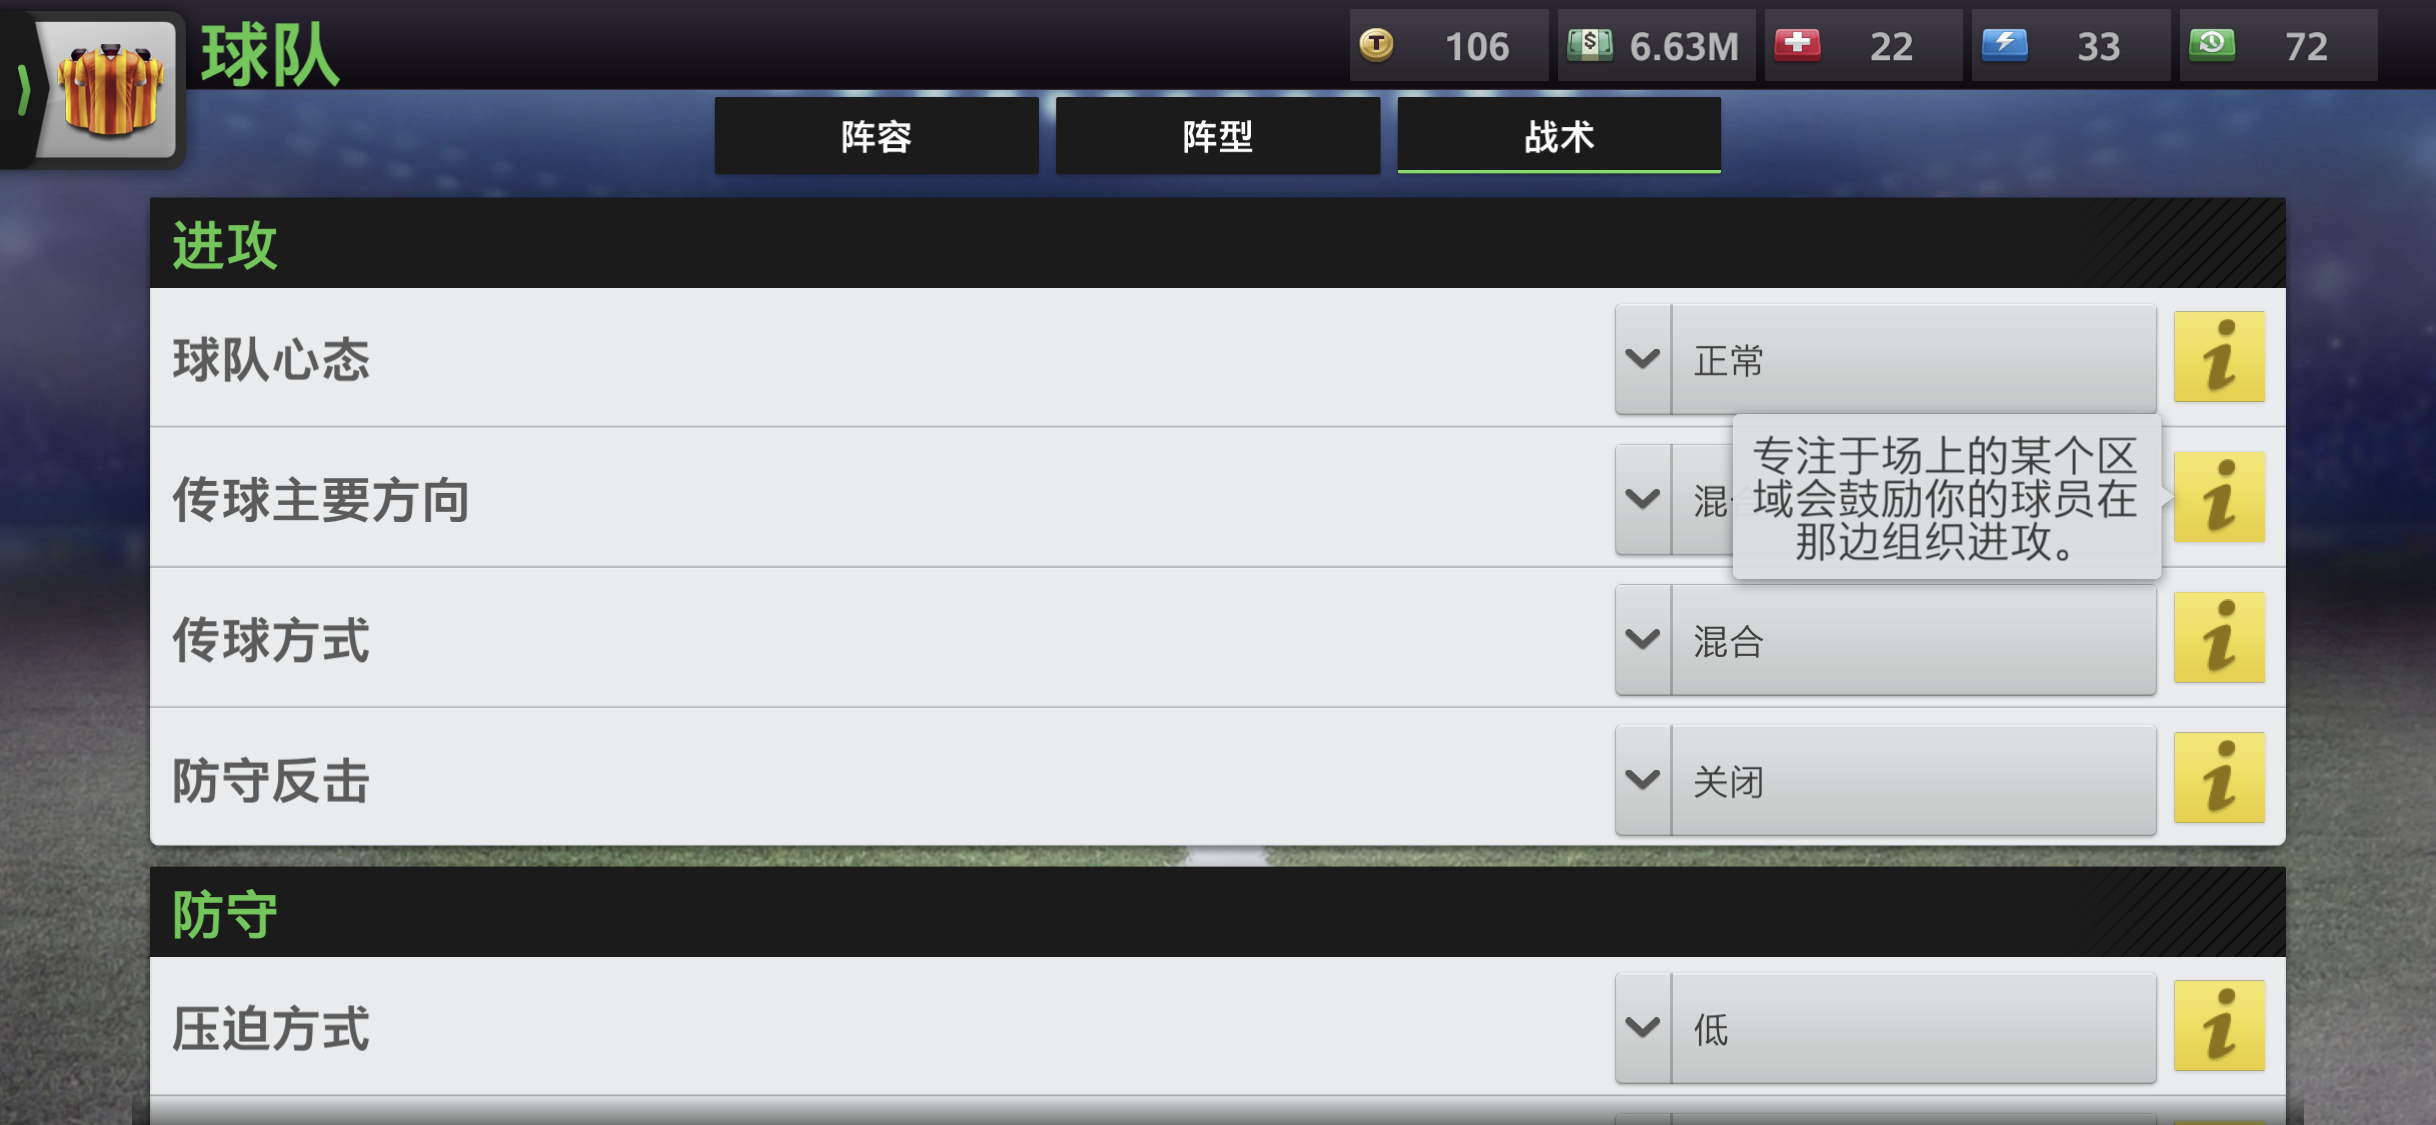 球队
T 106
$ 6.63M
22
33
72
阵容
阵型
战术
进攻
球队心态
正常
i
传球主要方向
混
专注于场上的某个区
域会鼓励你的球员在
那边组织进攻。
i
传球方式
混合
i
防守反击
关闭
i
防守
压迫方式
低
i